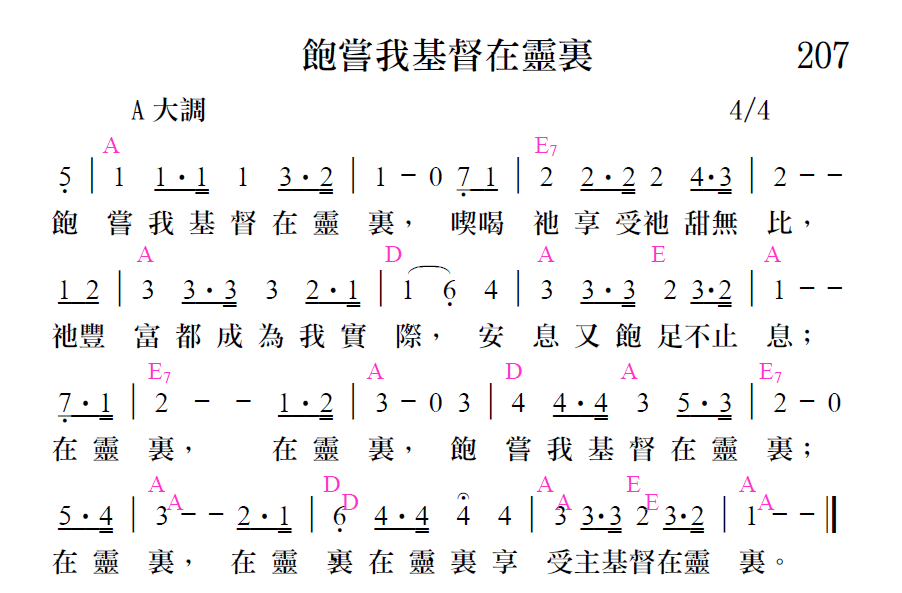 飽嘗我基督在靈裏 207
A 大調 4/4
A E7
5 | 1 1·1 1 3·2 | 1 - 0 7 1 | 2 2·2 2 4·3 | 2 - -
飽 嘗 我 基 督 在 靈 裏， 喫喝 祂 享 受祂 甜無 比，
A D A E A
1 2 | 3 3·3 3 2·1 | 1 6 4 | 3 3·3 2 3·2 | 1 - -
祂豐 富 都 成 為 我 實 際， 安 息 又 飽 足不止 息；
E7 A D A E7
7·1 | 2 - - 1·2 | 3 - 0 3 | 4 4·4 3 5·3 | 2 - 0
在 靈 裏， 在 靈 裏， 飽 嘗 我 基 督 在 靈 裏；
A D A E A
A D A E A
5·4 | 3 - - 2·1 | 6 4·4 4 4 | 3 3·3 2 3·2 | 1 - - ||
在 靈 裏， 在 靈 裏 在 靈 裏 享 受主基督在靈 裏。